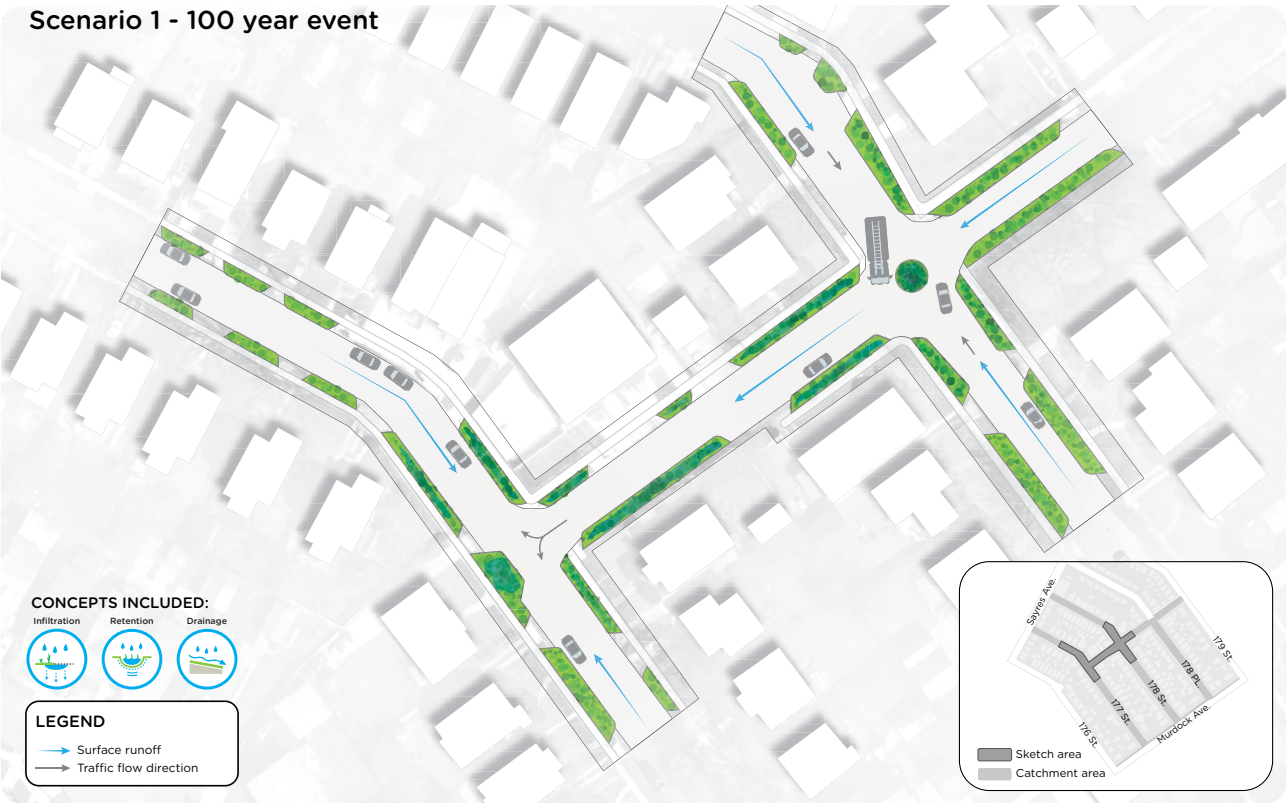 Scenario 1 - 100 year event
CONCEPTS INCLUDED:
Infiltration
Retention
Drainage
LEGEND
Surface runoff
Traffic flow direction
Sayres Ave.
179 St.
178 PL.
178 St.
177 St.
Murdock Ave.
176 St.
Sketch area
Catchment area